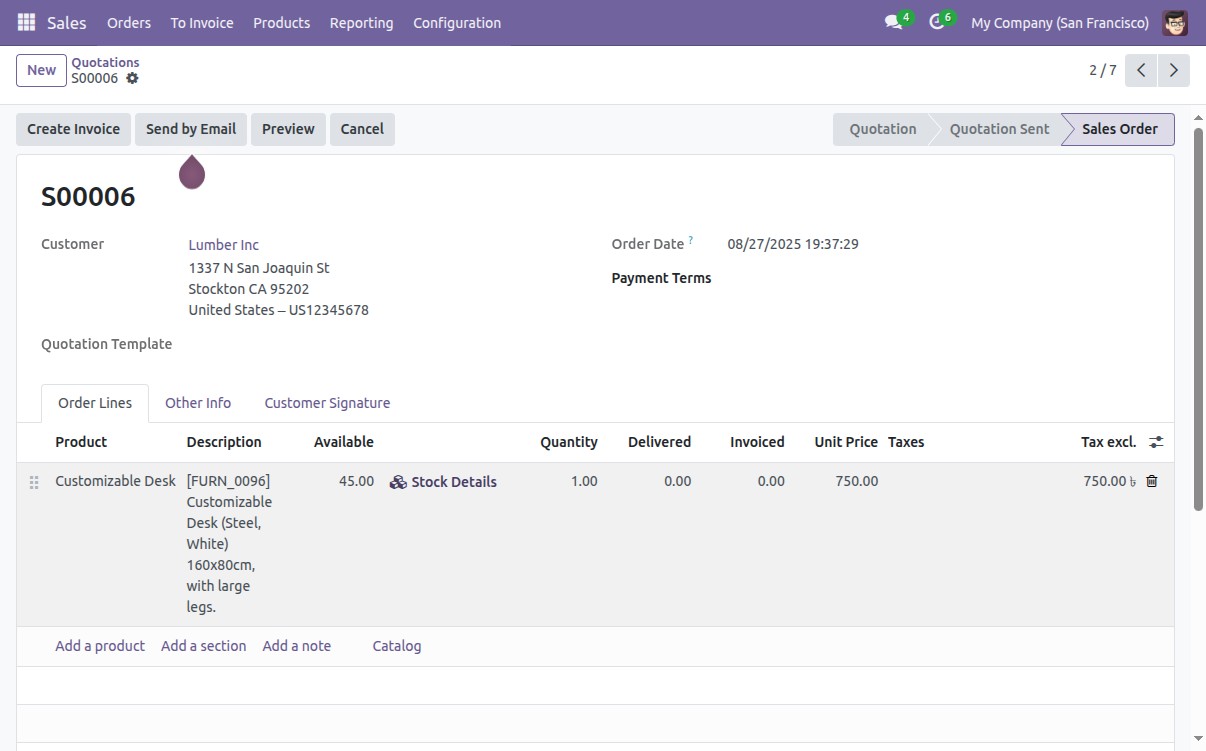 Sales Orders To Invoice Products Reporting Configuration 4 6 My Company (San Francisco)
New Quotations 2 / 7
S00006
Create Invoice Send by Email Preview Cancel Quotation Quotation Sent Sales Order
S00006
Customer Lumber Inc Order Date ? 08/27/2025 19:37:29
1337 N San Joaquin St Payment Terms
Stockton CA 95202
United States – US12345678
Quotation Template
Order Lines Other Info Customer Signature
Product Description Available Quantity Delivered Invoiced Unit Price Taxes Tax excl.
Customizable Desk [FURN_0096] 45.00 Stock Details 1.00 0.00 0.00 750.00 750.00 ৳
Customizable
Desk (Steel,
White)
160x80cm,
with large
legs.
Add a product Add a section Add a note Catalog